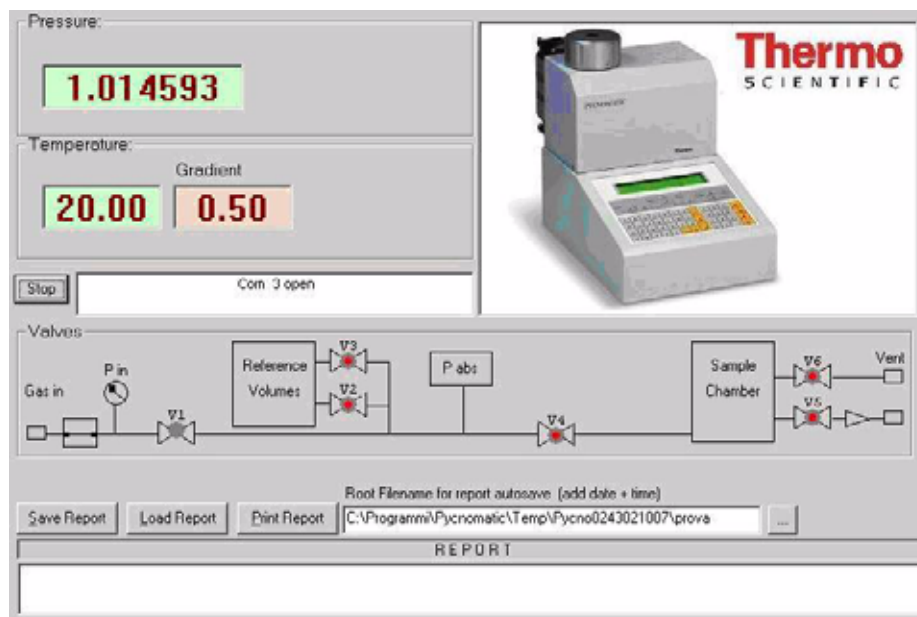 Pressure:
1.014593
Temperature:
Gradient
20.00 0.50
Stop
Com 3 open
Thermo
SCIENTIFIC
Valves
Gas in
P in
V1
Reference
Volumes
V3
V2
P abs
V4
Sample
Chamber
V6
V5
Vent
Root Filename for report autosave (add date + time)
Save Report Load Report Print Report C:\Programmi\Pycnomatic\Temp\Pycno0243021007\prova ...
REPORT